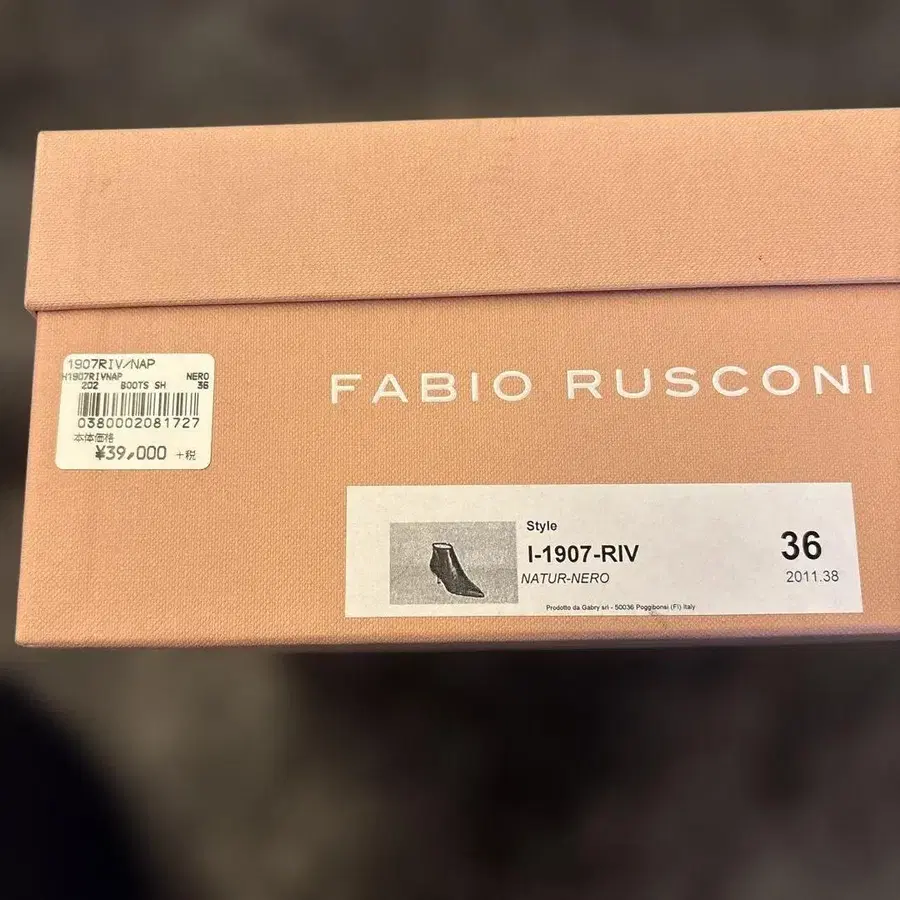 1907RIV/NAP
H1907RIVNAP NERO
202 BOOTS SH 36
0380002081727
本体価格
¥39,000 +税
FABIO RUSCONI
Style
I-1907-RIV
36
NATUR-NERO
2011.38
Prodotto da Gabry srl - 50036 Poggibonsi (FI) Italy